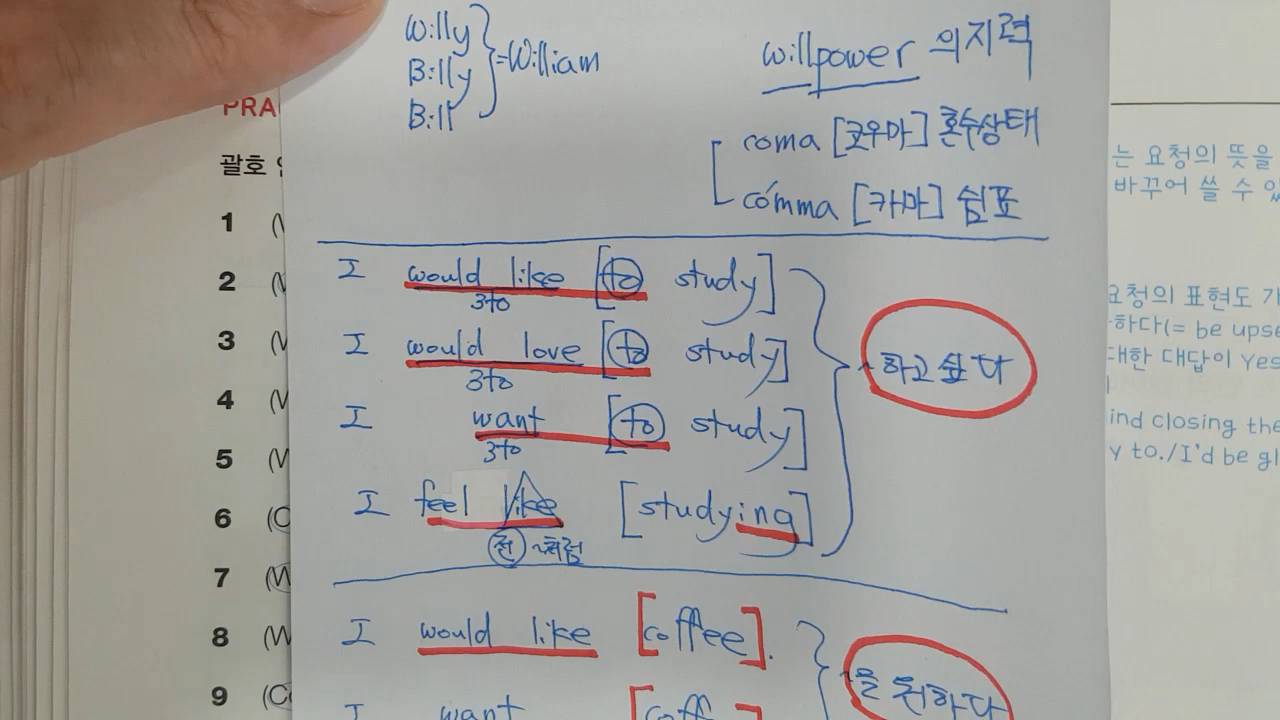 Willy
Billy
Bill
=William
willpower 의지력
coma [코우마] 혼수상태
cómma [카마] 쉼표
I would like [to study]
3to
I would love [to study]
3to
I want [to study]
3to
I feel like [studying]
전 ~처럼
~하고 싶다
I would like [coffee].
I want [coff
~을 원하다
PRA
괄호
1 (
2 (
3 (
4 (
5 (
6 (
7 (
8 (
9 (
는 요청의 뜻을
바꾸어 쓸 수 있
요청의 표현도 가
하다(= be upse
대한 대답이 Yes
ind closing the
y to./I'd be gl